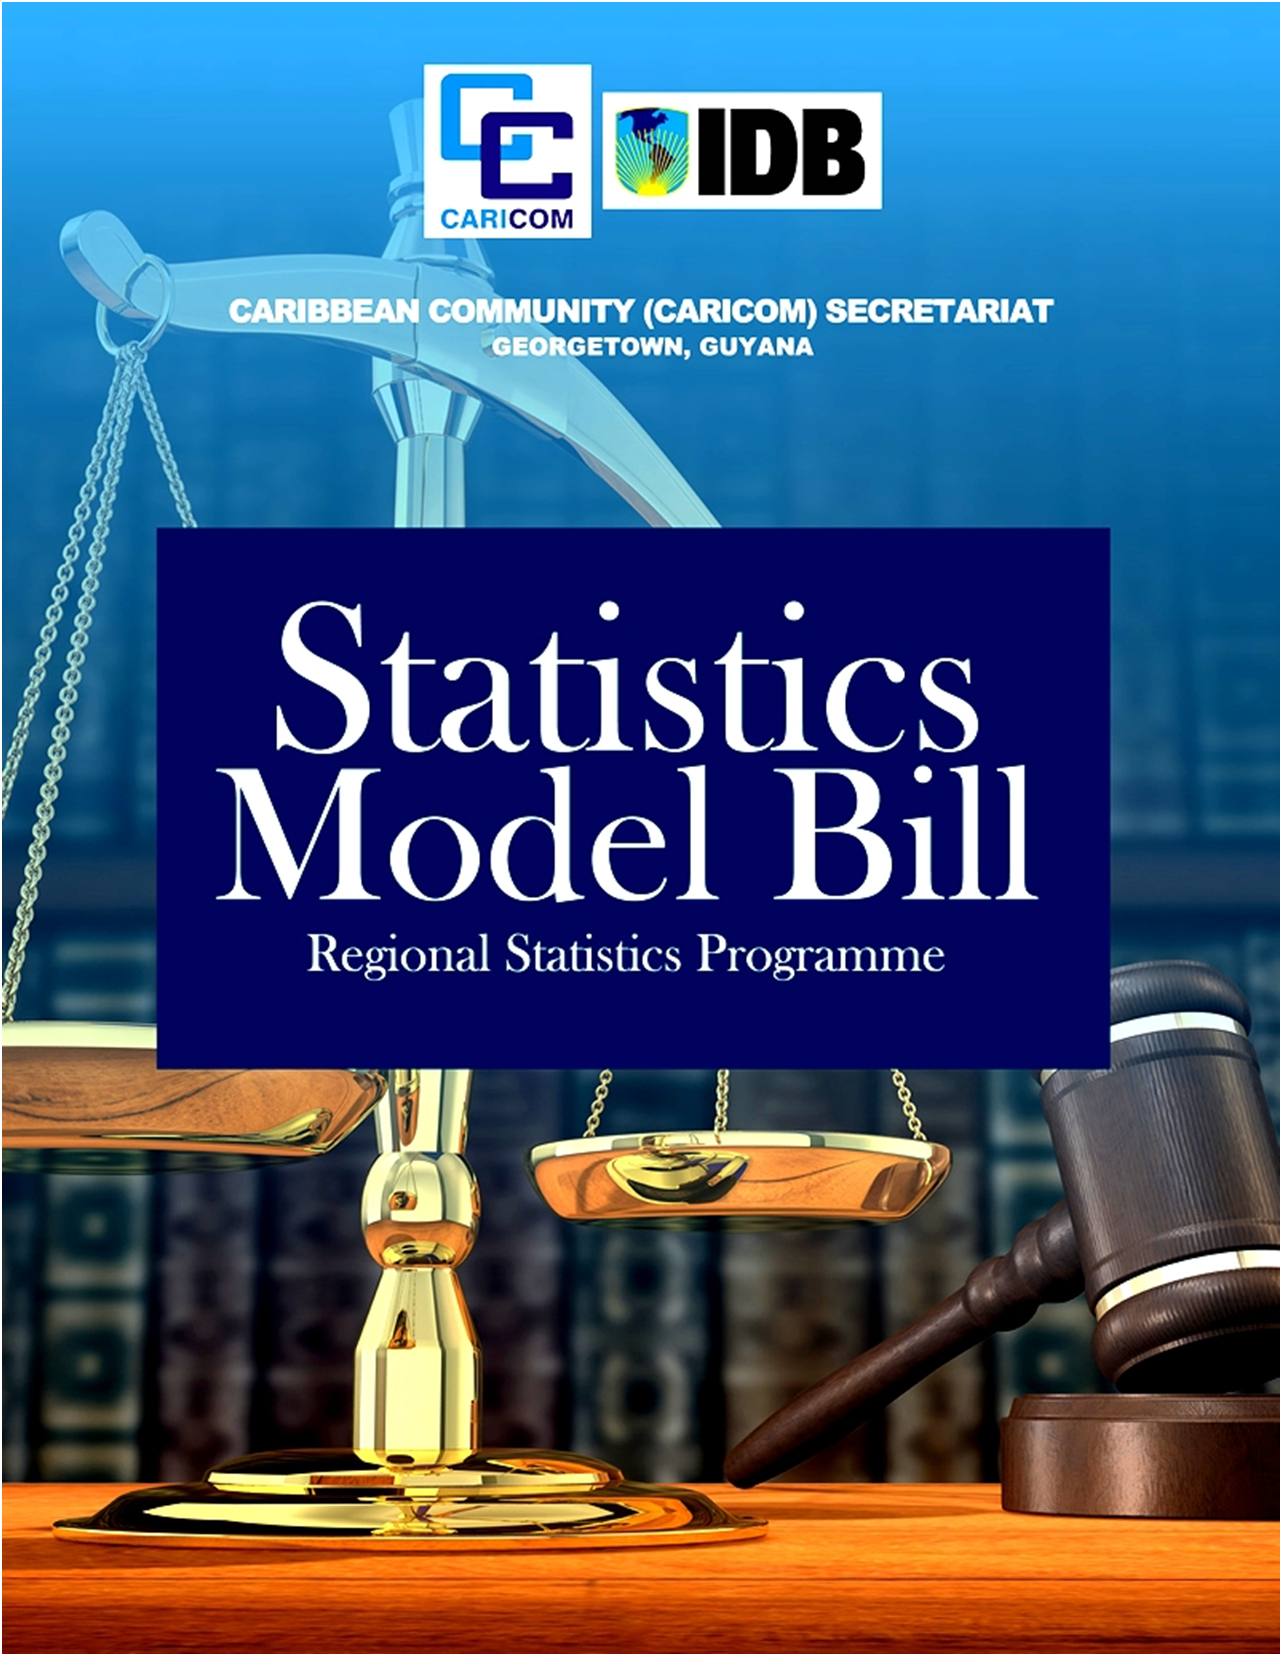 CARICOM
IDB
CARIBBEAN COMMUNITY (CARICOM) SECRETARIAT
GEORGETOWN, GUYANA
Statistics
Model Bill
Regional Statistics Programme